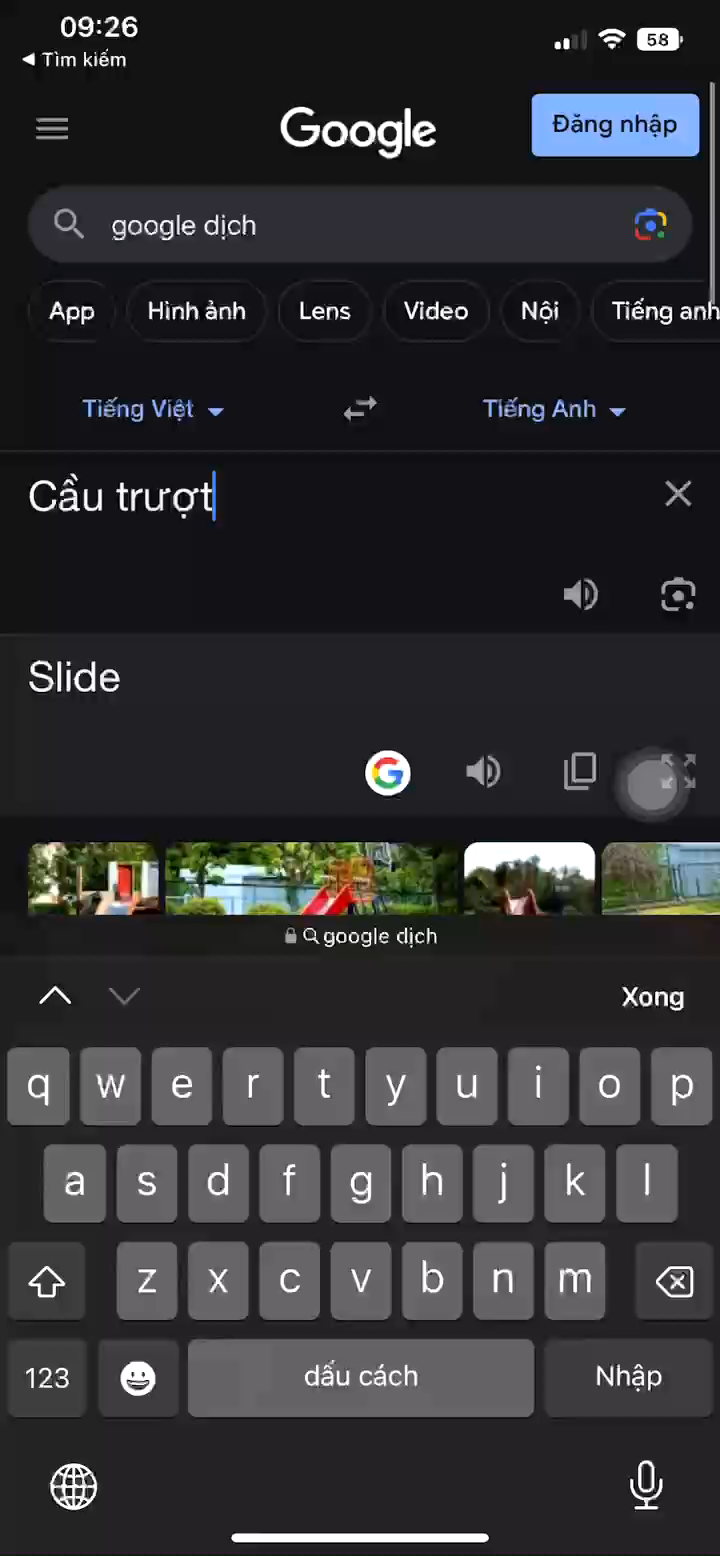 09:26
58
◀ Tìm kiếm
Google
Đăng nhập
google dịch
App
Hình ảnh
Lens
Video
Nội
Tiếng anh
Tiếng Việt
Tiếng Anh
Cầu trượt
Slide
google dịch
Xong
q w e r t y u i o p
a s d f g h j k l
z x c v b n m
123
dấu cách
Nhập